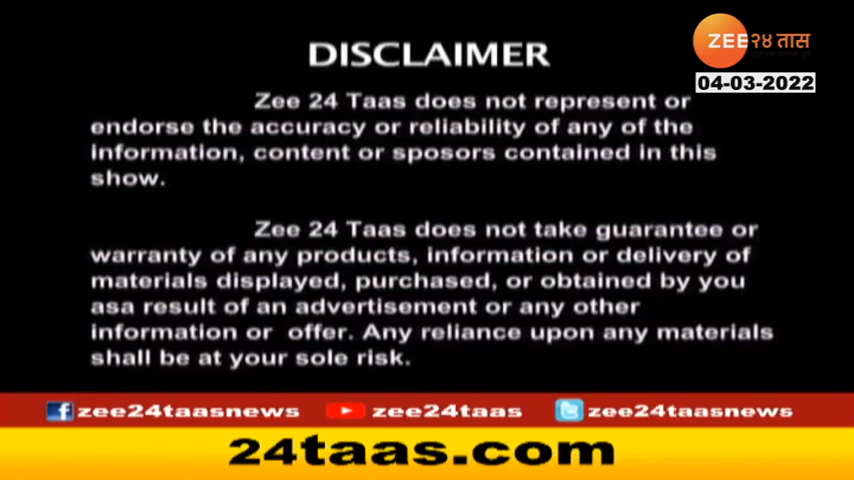 DISCLAIMER
ZEE २४ तास
04-03-2022
Zee 24 Taas does not represent or
endorse the accuracy or reliability of any of the
information, content or sposors contained in this
show.
Zee 24 Taas does not take guarantee or
warranty of any products, information or delivery of
materials displayed, purchased, or obtained by you
asa result of an advertisement or any other
information or offer. Any reliance upon any materials
shall be at your sole risk.
zee24taasnews zee24taas zee24taasnews
24taas.com